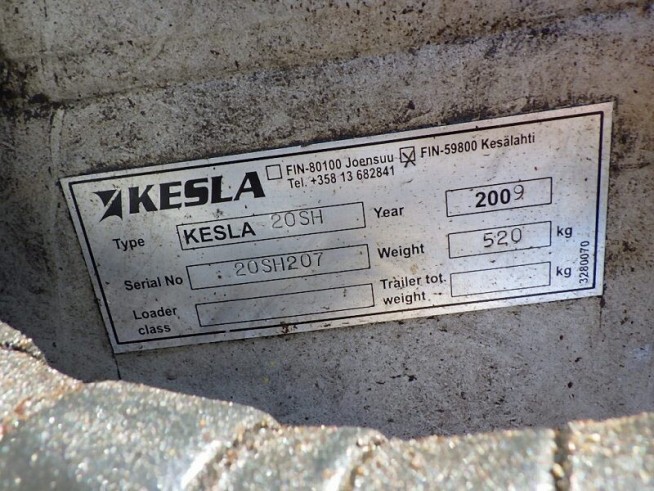 KESLA FIN-80100 Joensuu FIN-59800 Kesälahti
Tel. +358 13 682841
Type KESLA 20SH Year 2009
Serial No 20SH207 Weight 520 kg
Loader class Trailer tot. weight kg
3280070